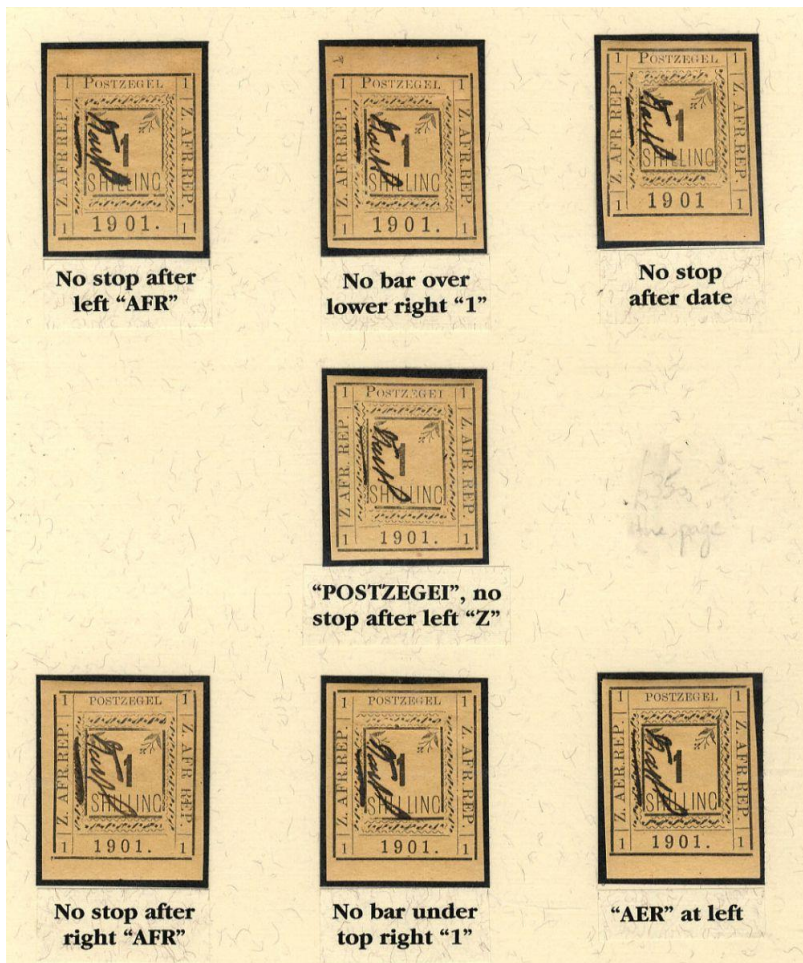 1 POSTZEGEL 1
Z. AFR REP.
Z. AFR. REP.
1
SHILLING
1 1901. 1
No stop after
left “AFR”
1 POSTZEGEL 1
Z. AFR. REP.
Z. AFR. REP.
1
SHILLING
1 1901. 1
No bar over
lower right “1”
1 POSTZEGEL 1
Z. AFR. REP.
Z. AFR. REP.
1
SHILLING
1 1901 1
No stop
after date
1 POSTZEGEI 1
Z AFR. REP.
Z. AFR. REP.
1
SHILLING
1 1901. 1
“POSTZEGEI”, no
stop after left “Z”
page
1 POSTZEGEL 1
Z. AFR. REP.
Z. AFR REP.
1
SHILLING
1 1901. 1
No stop after
right “AFR”
1 POSTZEGEL 1
Z. AFR. REP.
Z. AFR. REP.
1
SHILLING
1 1901. 1
No bar under
top right “1”
1 POSTZEGEL 1
Z. AER. REP.
Z. AFR. REP.
1
SHILLING
1 1901. 1
“AER” at left